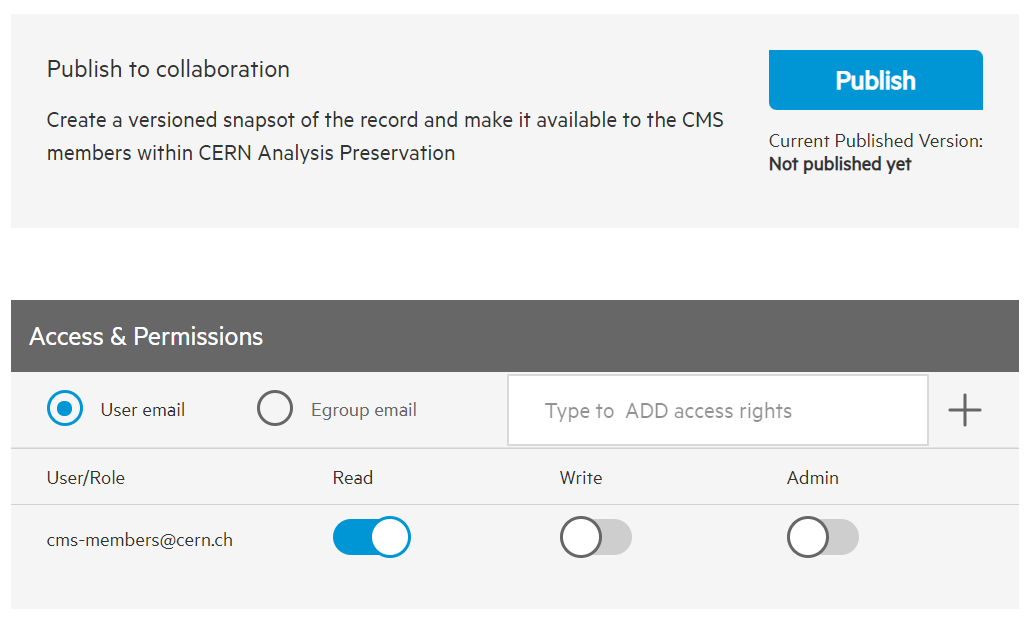 Publish to collaboration
Publish
Create a versioned snapsot of the record and make it available to the CMS
members within CERN Analysis Preservation
Current Published Version:
Not published yet
Access & Permissions
User email
Egroup email
Type to ADD access rights
User/Role Read Write Admin
cms-members@cern.ch